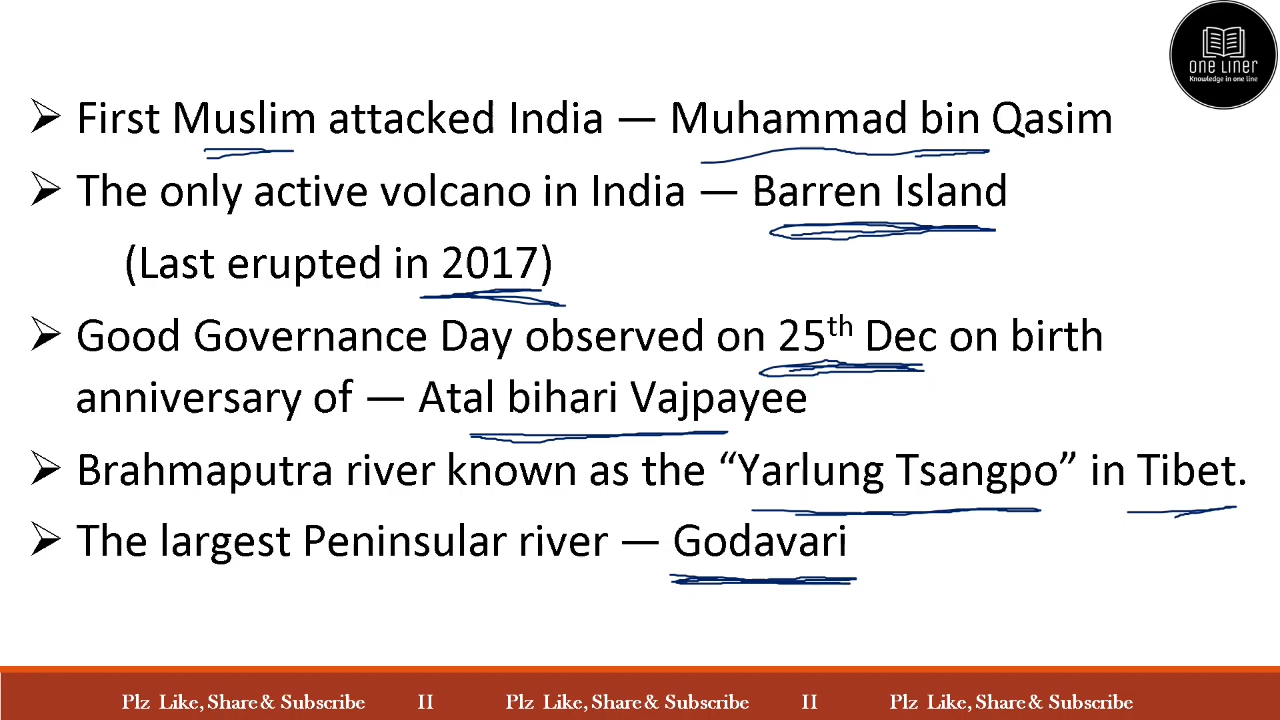 ONE LINER
Knowledge in one line
➢ First Muslim attacked India — Muhammad bin Qasim
➢ The only active volcano in India — Barren Island
(Last erupted in 2017)
➢ Good Governance Day observed on 25th Dec on birth
anniversary of — Atal bihari Vajpayee
➢ Brahmaputra river known as the “Yarlung Tsangpo” in Tibet.
➢ The largest Peninsular river — Godavari
Plz Like, Share & Subscribe II Plz Like, Share & Subscribe II Plz Like, Share & Subscribe